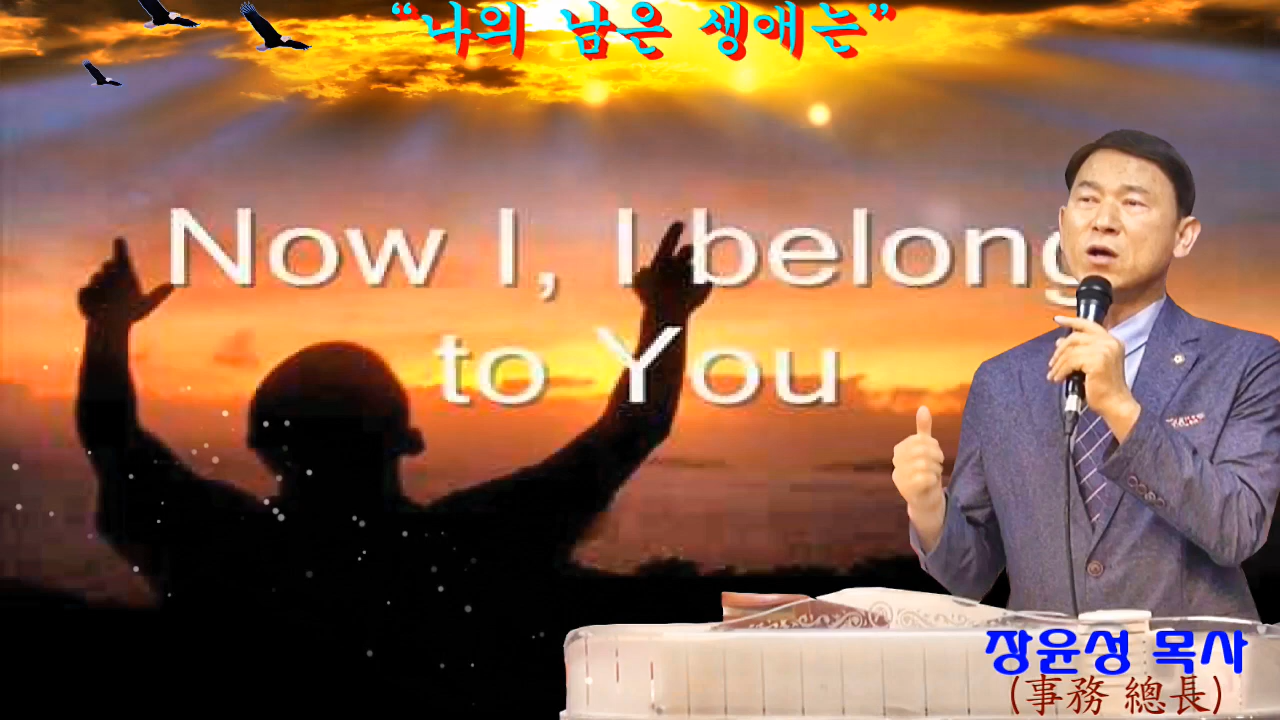 “나의 남은 생애는”
Now I, I belong
to You
장윤성 목사
(事務 總長)